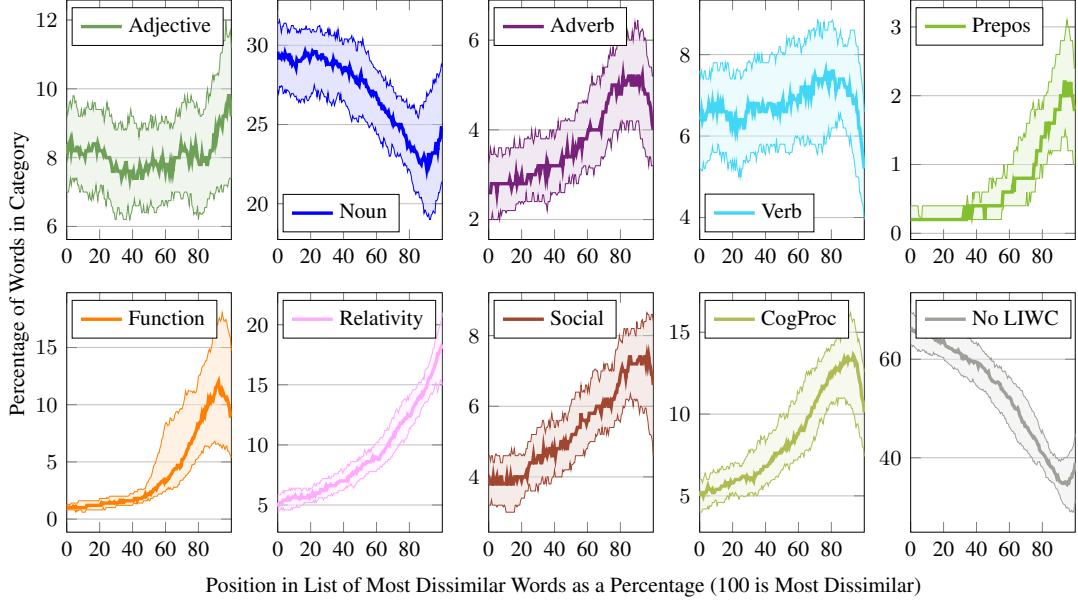 Percentage of Words in Category
Adjective
12
10
8
6
0 20 40 60 80
Noun
30
25
20
0 20 40 60 80
Adverb
6
4
2
0 20 40 60 80
Verb
8
6
4
0 20 40 60 80
Prepos
3
2
1
0
0 20 40 60 80
Function
15
10
5
0
0 20 40 60 80
Relativity
20
15
10
5
0 20 40 60 80
Social
8
6
4
0 20 40 60 80
CogProc
15
10
5
0 20 40 60 80
No LIWC
60
40
0 20 40 60 80
Position in List of Most Dissimilar Words as a Percentage (100 is Most Dissimilar)